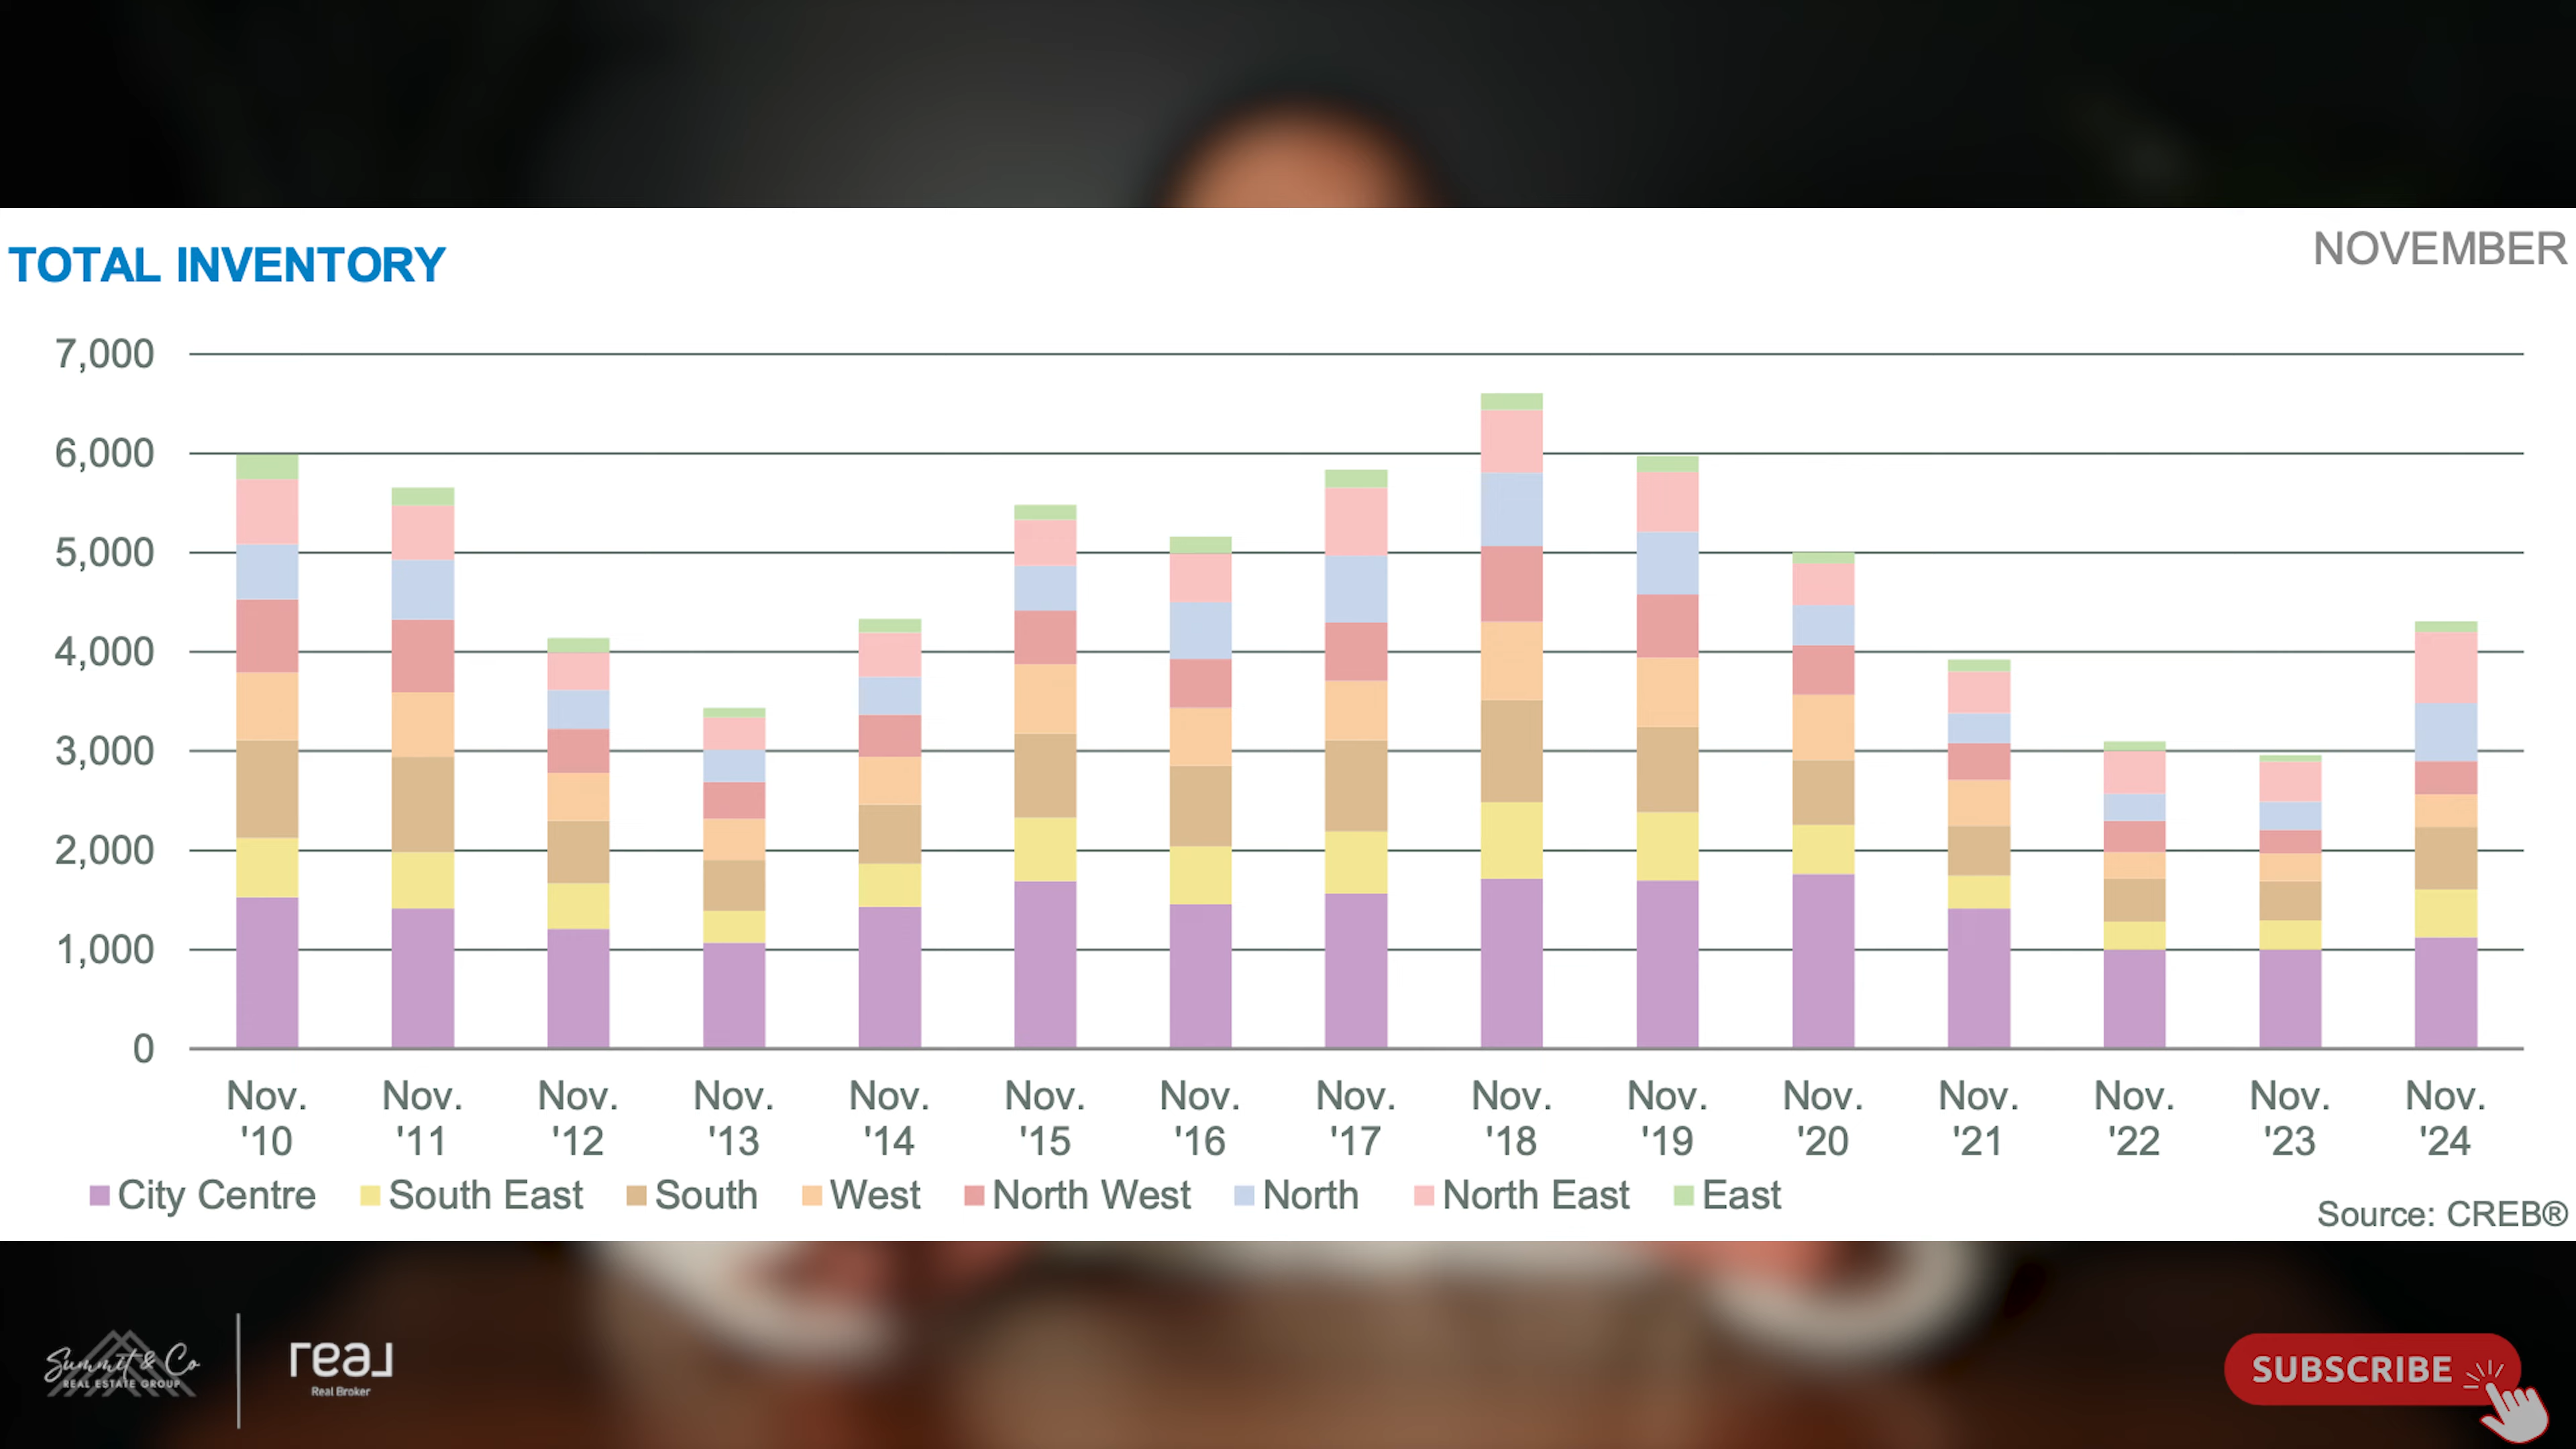 TOTAL INVENTORY
NOVEMBER
7,000
6,000
5,000
4,000
3,000
2,000
1,000
0
Nov. '10
Nov. '11
Nov. '12
Nov. '13
Nov. '14
Nov. '15
Nov. '16
Nov. '17
Nov. '18
Nov. '19
Nov. '20
Nov. '21
Nov. '22
Nov. '23
Nov. '24
City Centre South East South West North West North North East East
Source: CREB®
Summit & Co
REAL ESTATE GROUP
real
Real Broker
SUBSCRIBE